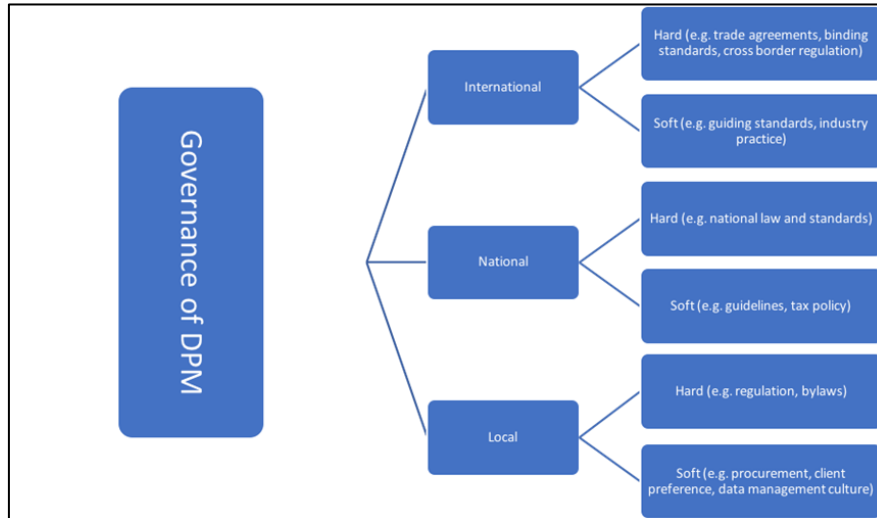 Governance of DPM
International
Hard (e.g. trade agreements, binding
standards, cross border regulation)
Soft (e.g. guiding standards, industry
practice)
National
Hard (e.g. national law and standards)
Soft (e.g. guidelines, tax policy)
Local
Hard (e.g. regulation, bylaws)
Soft (e.g. procurement, client
preference, data management culture)